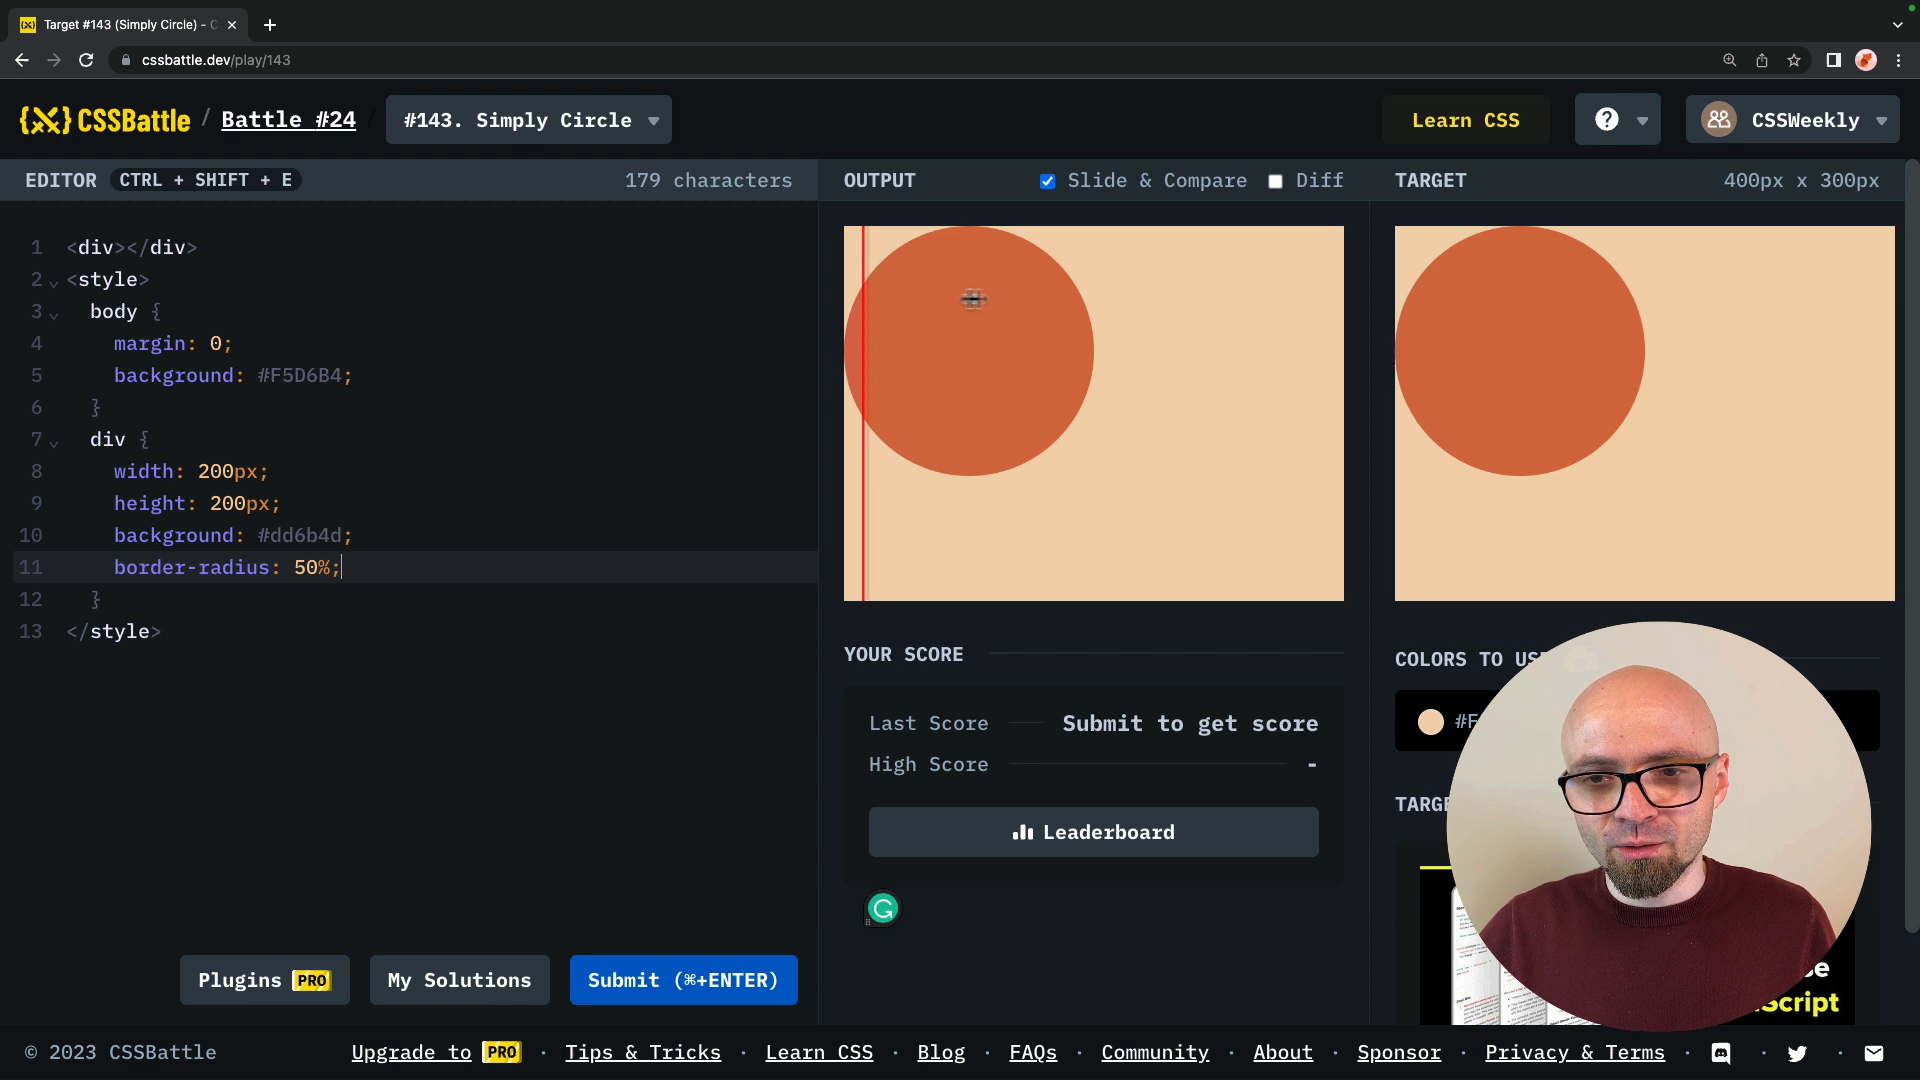 Target #143 (Simply Circle) - C
cssbattle.dev/play/143
{X} CSSBattle / Battle #24
#143. Simply Circle
Learn CSS
?
CSSWeekly
EDITOR CTRL + SHIFT + E
179 characters
OUTPUT
Slide & Compare
Diff
TARGET
400px x 300px
1 <div></div>
2 <style>
3 body {
4 margin: 0;
5 background: #F5D6B4;
6 }
7 div {
8 width: 200px;
9 height: 200px;
10 background: #dd6b4d;
11 border-radius: 50%;
12 }
13 </style>
YOUR SCORE
Last Score
Submit to get score
High Score
-
Leaderboard
COLORS TO US
#F
TARGE
se
Script
Plugins PRO
My Solutions
Submit (⌘+ENTER)
© 2023 CSSBattle
Upgrade to PRO · Tips & Tricks · Learn CSS · Blog · FAQs · Community · About · Sponsor · Privacy & Terms